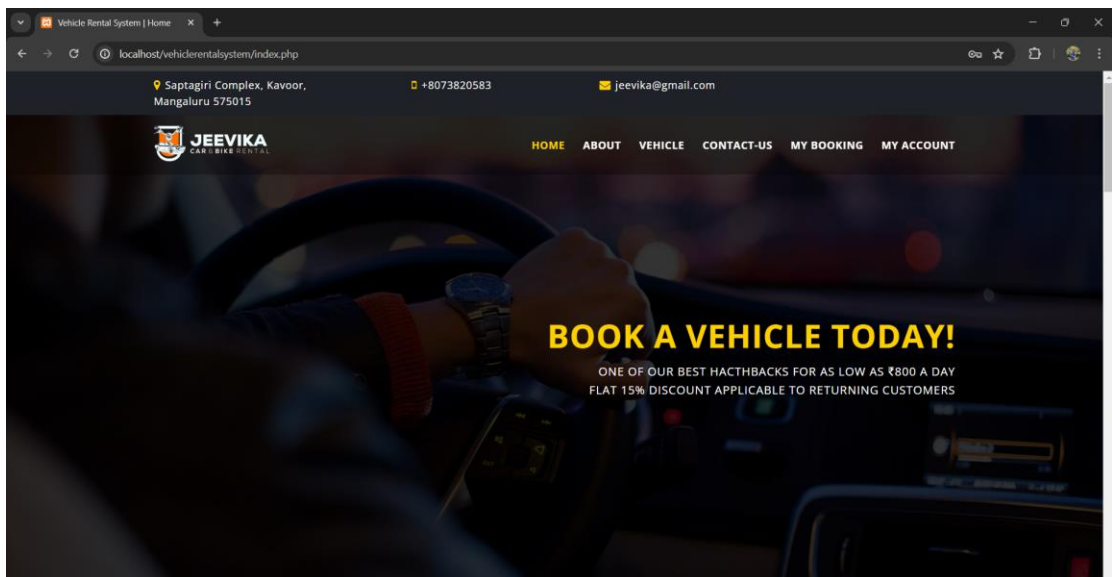 Vehicle Rental System | Home
localhost/vehiclerentalsystem/index.php
Saptagiri Complex, Kavoor,
Mangaluru 575015
+8073820583
jeevika@gmail.com
JEEVIKA
CAR & BIKE RENTAL
HOME ABOUT VEHICLE CONTACT-US MY BOOKING MY ACCOUNT
BOOK A VEHICLE TODAY!
ONE OF OUR BEST HACTHBACKS FOR AS LOW AS ₹800 A DAY
FLAT 15% DISCOUNT APPLICABLE TO RETURNING CUSTOMERS